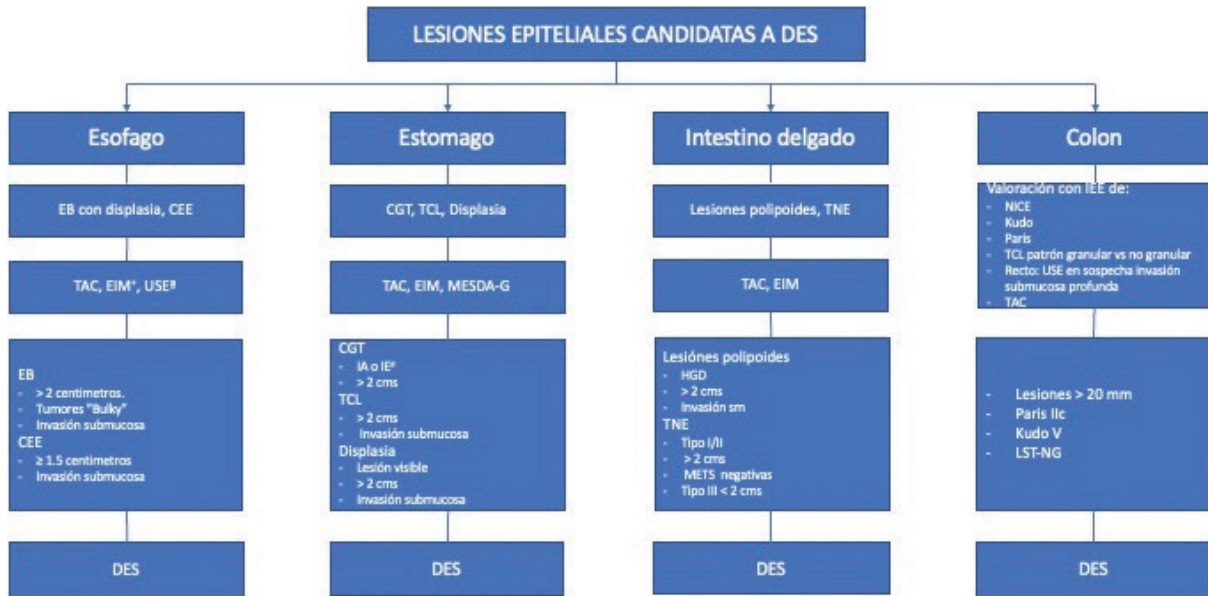 LESIONES EPITELIALES CANDIDATAS A DES
Esofago
EB con displasia, CEE
TAC, EIM⁺, USEª
EB
- > 2 centímetros.
- Tumores "Bulky"
- Invasión submucosa
CEE
- ≥ 1.5 centimetros
- Invasión submucosa
DES
Estomago
CGT, TCL, Displasia
TAC, EIM, MESDA-G
CGT
- IA o IEª
- > 2 cms
TCL
- > 2 cms
- Invasión submucosa
Displasia
- Lesión visible
- > 2 cms
- Invasión submucosa
DES
Intestino delgado
Lesiones polipoides, TNE
TAC, EIM
Lesiónes polipoides
- HGD
- > 2 cms
- Invasión sm
TNE
- Tipo I/II
- > 2 cms
- METS negativas
- Tipo III < 2 cms
DES
Colon
Valoración con IEE de:
- NICE
- Kudo
- Paris
- TCL patrón granular vs no granular
- Recto: USE en sospecha invasión
submucosa profunda
- TAC
- Lesiones > 20 mm
- Paris IIc
- Kudo V
- LST-NG
DES